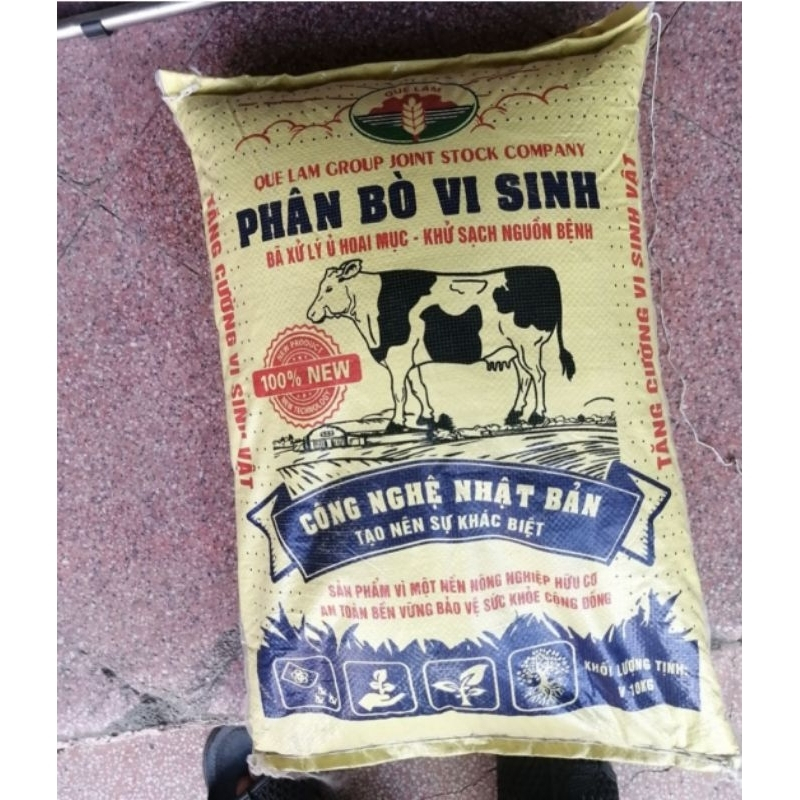 QUE LAM
QUE LAM GROUP JOINT STOCK COMPANY
PHÂN BÒ VI SINH
ĐÃ XỬ LÝ Ủ HOAI MỤC - KHỬ SẠCH NGUỒN BỆNH
TĂNG CƯỜNG VI SINH VẬT
TĂNG CƯỜNG VI SINH VẬT
NEW PRODUCT
100% NEW
NEW TECHNOLOGY
CÔNG NGHỆ NHẬT BẢN
TẠO NÊN SỰ KHÁC BIỆT
SẢN PHẨM VÌ MỘT NỀN NÔNG NGHIỆP HỮU CƠ
AN TOÀN BỀN VỮNG BẢO VỆ SỨC KHỎE CỘNG ĐỒNG
KHỐI LƯỢNG TỊNH:
10KG